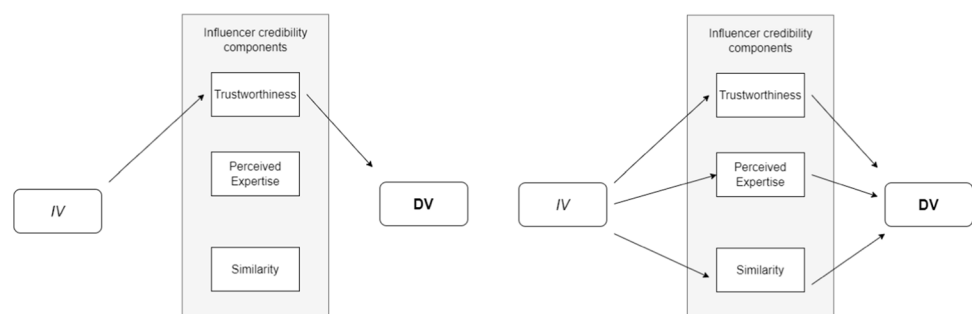 Influencer credibility
components
Trustworthiness
Perceived
Expertise
Similarity
IV
DV
Influencer credibility
components
Trustworthiness
Perceived
Expertise
Similarity
IV
DV